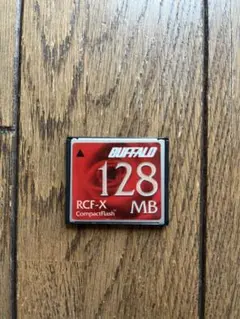 BUFFALO
128
RCF-X MB
CompactFlash